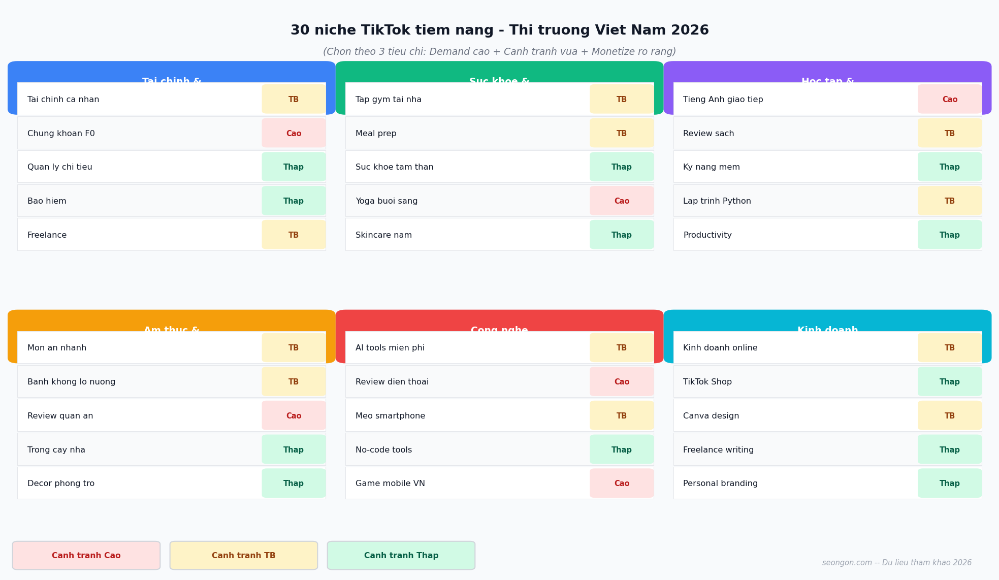 30 niche TikTok tiem nang - Thi truong Viet Nam 2026
(Chon theo 3 tieu chi: Demand cao + Canh tranh vua + Monetize ro rang)
Tai chinh &
Tai chinh ca nhan TB
Chung khoan F0 Cao
Quan ly chi tieu Thap
Bao hiem Thap
Freelance TB
Suc khoe &
Tap gym tai nha TB
Meal prep TB
Suc khoe tam than Thap
Yoga buoi sang Cao
Skincare nam Thap
Hoc tap &
Tieng Anh giao tiep Cao
Review sach TB
Ky nang mem Thap
Lap trinh Python TB
Productivity Thap
Am thuc &
Mon an nhanh TB
Banh khong lo nuong TB
Review quan an Cao
Trong cay nha Thap
Decor phong tro Thap
Cong nghe
AI tools mien phi TB
Review dien thoai Cao
Meo smartphone TB
No-code tools Thap
Game mobile VN Cao
Kinh doanh
Kinh doanh online TB
TikTok Shop Thap
Canva design TB
Freelance writing Thap
Personal branding Thap
Canh tranh Cao
Canh tranh TB
Canh tranh Thap
seongon.com -- Du lieu tham khao 2026